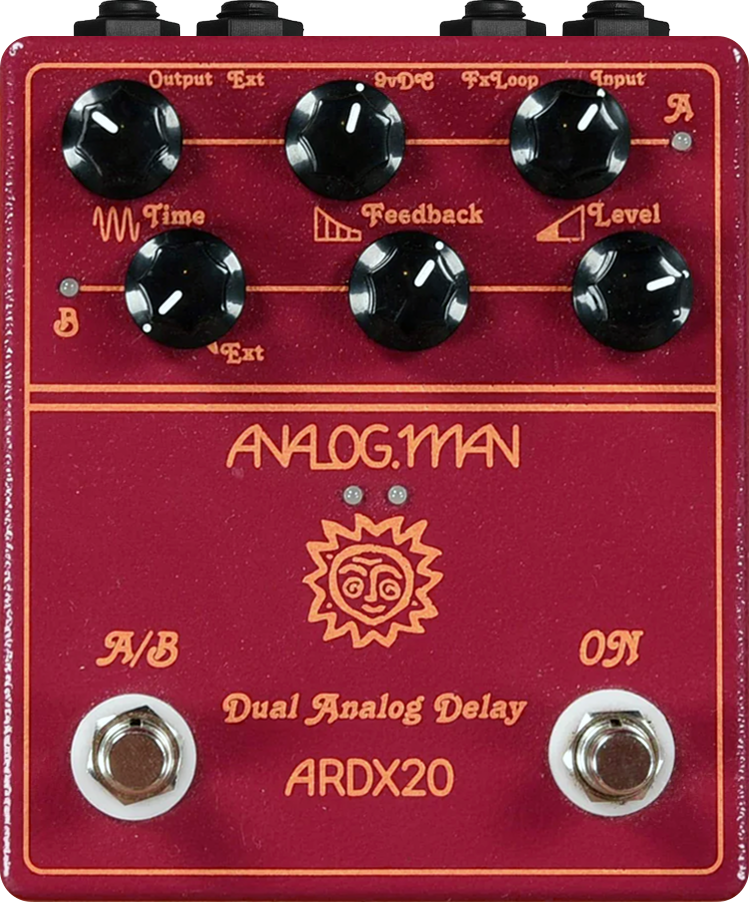 Output Ext 9vDC FxLoop Input
A
Time Feedback Level
B
Ext
ANALOG.MAN
A/B ON
Dual Analog Delay
ARDX20